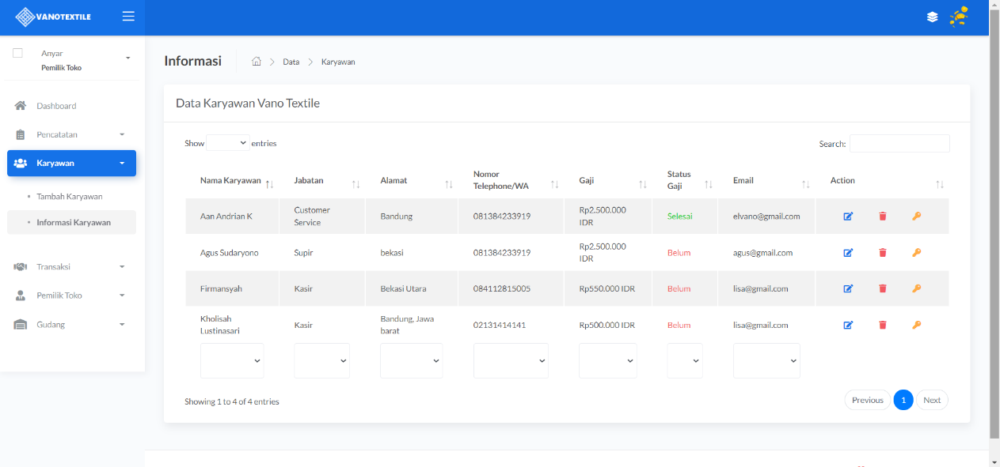 VANOTEXTILE
Anyar
Pemilik Toko
Dashboard
Pencatatan
Karyawan
Tambah Karyawan
Informasi Karyawan
Transaksi
Pemilik Toko
Gudang
Informasi
Data
Karyawan
Data Karyawan Vano Textile
Show entries
Search:
Nama Karyawan Jabatan Alamat Nomor Telephone/WA Gaji Status Gaji Email Action
Aan Andrian K Customer Service Bandung 081384233919 Rp2.500.000 IDR Selesai elvano@gmail.com
Agus Sudaryono Supir bekasi 081384233919 Rp2.500.000 IDR Belum agus@gmail.com
Firmansyah Kasir Bekasi Utara 084112815005 Rp550.000 IDR Belum lisa@gmail.com
Kholisah Lustinasari Kasir Bandung, Jawa barat 02131414141 Rp500.000 IDR Belum lisa@gmail.com
Showing 1 to 4 of 4 entries
Previous 1 Next